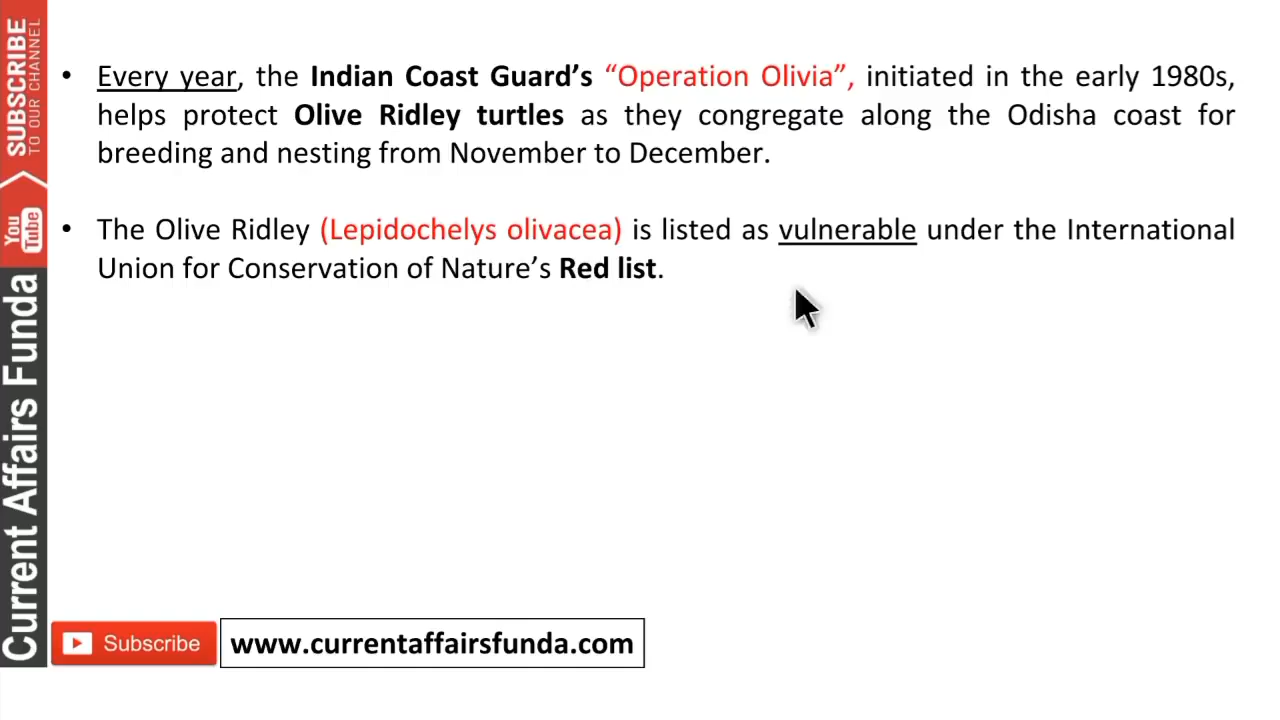 • Every year, the Indian Coast Guard’s “Operation Olivia”, initiated in the early 1980s,
helps protect Olive Ridley turtles as they congregate along the Odisha coast for
breeding and nesting from November to December.
• The Olive Ridley (Lepidochelys olivacea) is listed as vulnerable under the International
Union for Conservation of Nature’s Red list.
SUBSCRIBE
TO OUR CHANNEL
You
Tube
Current Affairs Funda
Subscribe
www.currentaffairsfunda.com